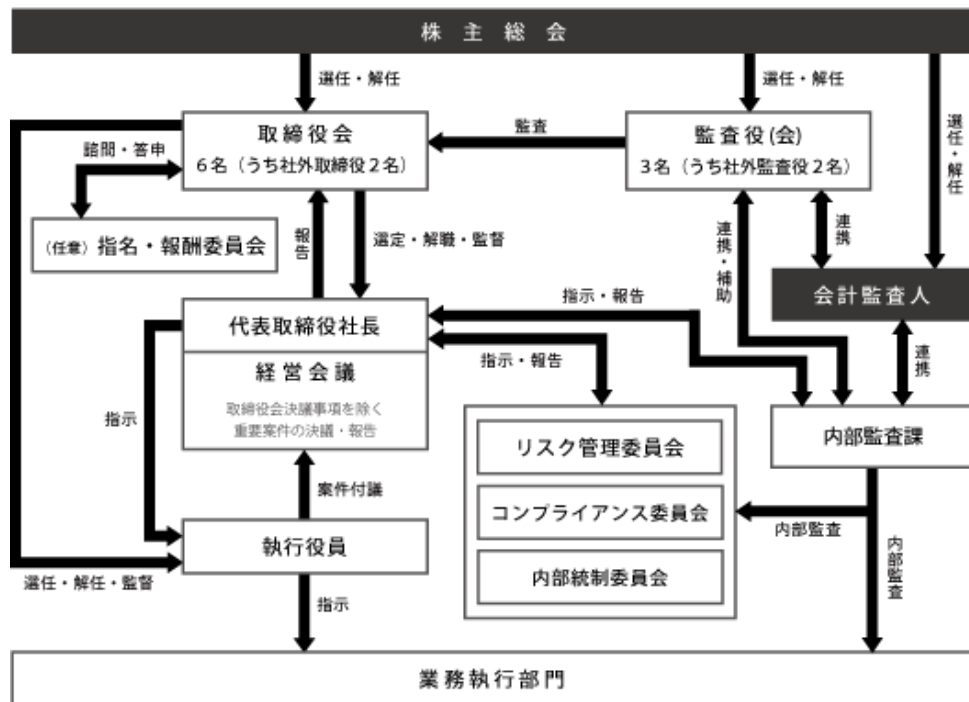 株主総会
選任・解任
選任・解任
選任・解任
取締役会
6名（うち社外取締役2名）
監査
監査役(会)
3名（うち社外監査役2名）
諮問・答申
(任意) 指名・報酬委員会
報告
選定・解職・監督
連携・補助
連携
会計監査人
指示・報告
代表取締役社長
指示・報告
連携
経営会議
取締役会決議事項を除く
重要案件の決議・報告
指示
リスク管理委員会
内部監査課
案件付議
コンプライアンス委員会
内部監査
執行役員
内部監査
内部統制委員会
選任・解任・監督
指示
業務執行部門